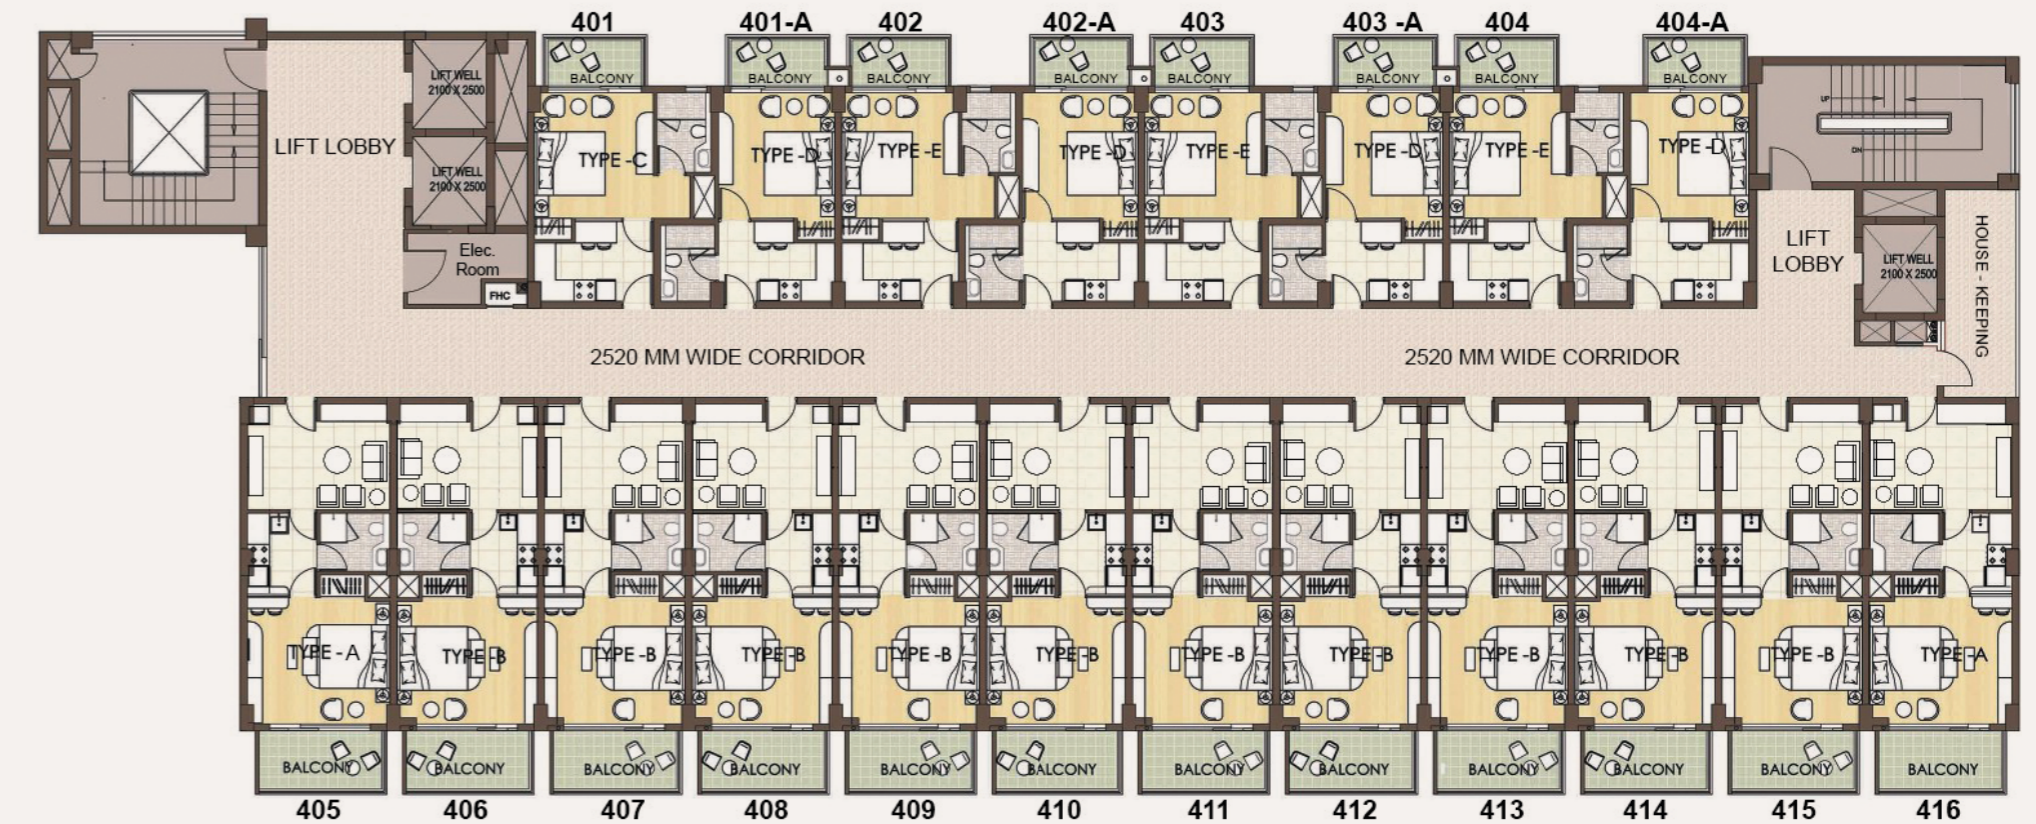 401 401-A 402 402-A 403 403 -A 404 404-A
BALCONY BALCONY BALCONY BALCONY BALCONY BALCONY BALCONY BALCONY
LIFT WELL
2100 X 2500
LIFT LOBBY
LIFT WELL
2100 X 2500
TYPE -C TYPE -D TYPE -E TYPE -D TYPE -E TYPE -D TYPE -E TYPE -D
UP
DN
Elec.
Room
FHC
LIFT
LOBBY
LIFT WELL
2100 X 2500
HOUSE - KEEPING
2520 MM WIDE CORRIDOR 2520 MM WIDE CORRIDOR
TYPE -A TYPE-B TYPE -B TYPE-B TYPE -B TYPE-B TYPE -B TYPE-B TYPE -B TYPE-B TYPE -B TYPE-A
BALCONY BALCONY BALCONY BALCONY BALCONY BALCONY BALCONY BALCONY BALCONY BALCONY BALCONY BALCONY
405 406 407 408 409 410 411 412 413 414 415 416